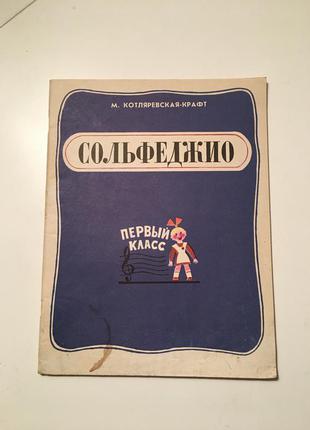 М. КОТЛЯРЕВСКАЯ-КРАФТ
СОЛЬФЕДЖИО
ПЕРВЫЙ
КЛАСС